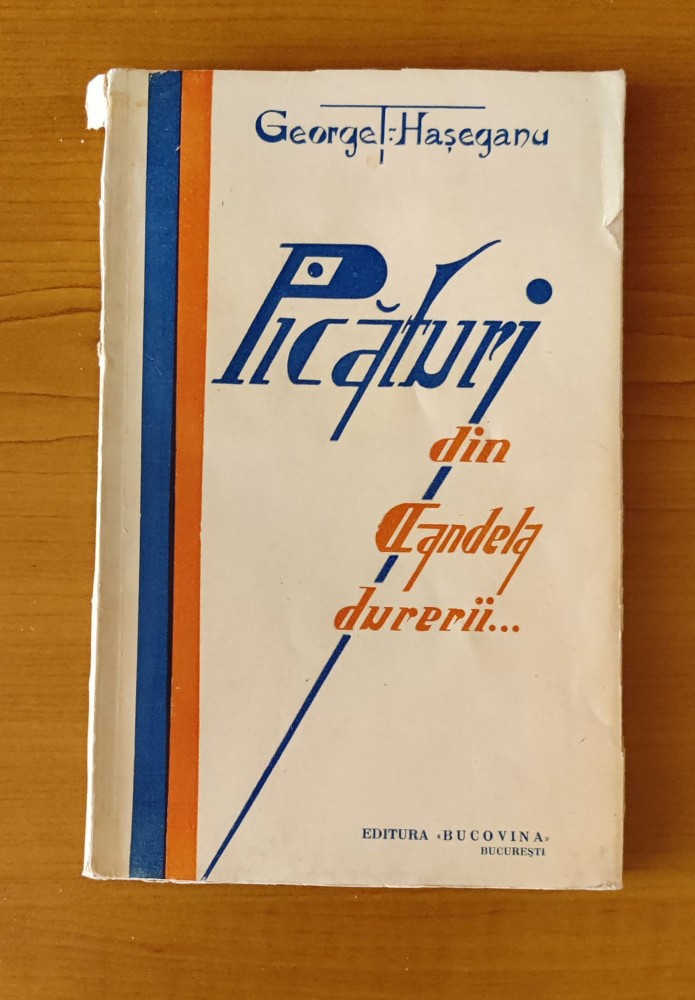 George T. Hașeganu
Picături
din
Candela
durerii...
EDITURA «BUCOVINA»
BUCUREȘTI